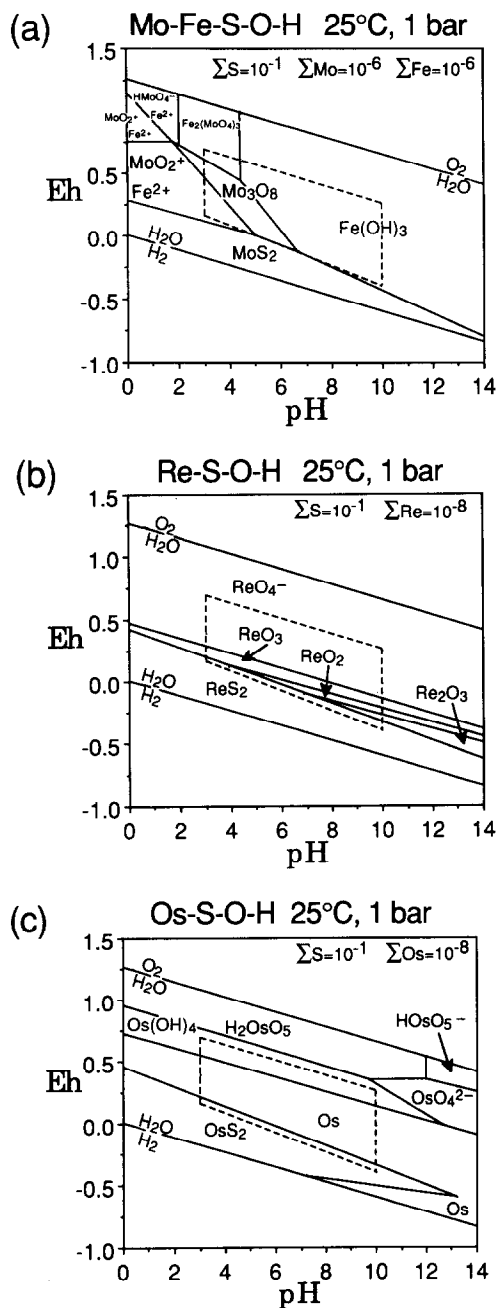 (a) Mo-Fe-S-O-H 25°C, 1 bar
∑S=10⁻¹ ∑Mo=10⁻⁶ ∑Fe=10⁻⁶
1.5
1.0
0.5
0.0
-0.5
-1.0
Eh
HMoO₄⁻
Fe²⁺
MoO₂⁺
Fe²⁺
Fe₂(MoO₄)₃
O₂
H₂O
MoO₂⁺
Fe²⁺
Mo₃O₈
Fe(OH)₃
MoS₂
H₂O
H₂
0 2 4 6 8 10 12 14
pH
(b) Re-S-O-H 25°C, 1 bar
∑S=10⁻¹ ∑Re=10⁻⁸
1.5
1.0
0.5
0.0
-0.5
-1.0
Eh
O₂
H₂O
ReO₄⁻
ReO₃
ReO₂
Re₂O₃
ReS₂
H₂O
H₂
0 2 4 6 8 10 12 14
pH
(c) Os-S-O-H 25°C, 1 bar
∑S=10⁻¹ ∑Os=10⁻⁸
1.5
1.0
0.5
0.0
-0.5
-1.0
Eh
O₂
H₂O
HOsO₅⁻
Os(OH)₄
H₂OsO₅
OsO₄²⁻
Os
OsS₂
H₂O
H₂
Os
0 2 4 6 8 10 12 14
pH